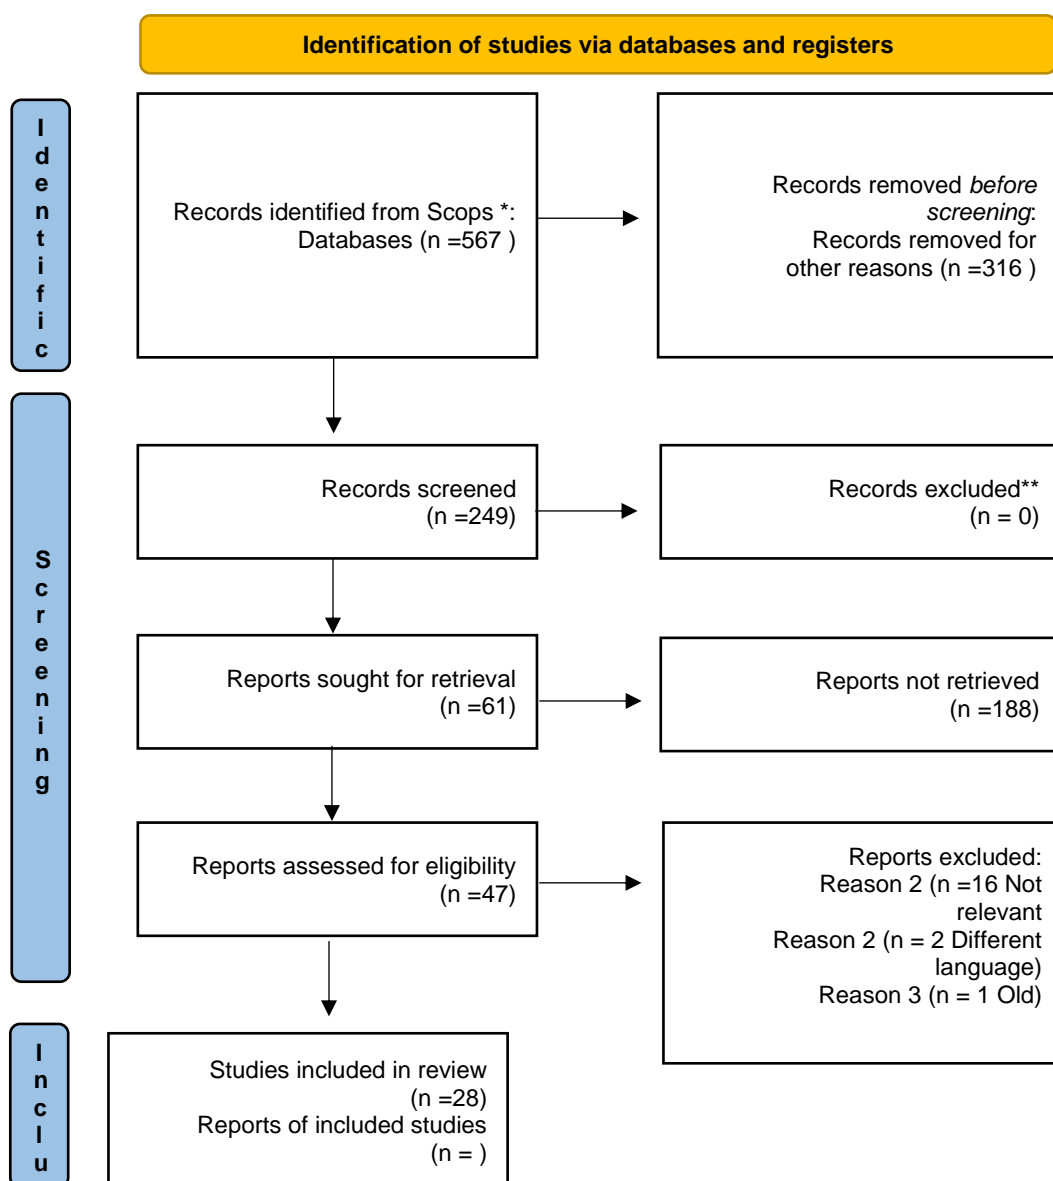 Identification of studies via databases and registers
Identific
Records identified from Scops *:
Databases (n =567 )
Records removed before
screening:
Records removed for
other reasons (n =316 )
Screening
Records screened
(n =249)
Records excluded**
(n = 0)
Reports sought for retrieval
(n =61)
Reports not retrieved
(n =188)
Reports assessed for eligibility
(n =47)
Reports excluded:
Reason 2 (n =16 Not
relevant
Reason 2 (n = 2 Different
language)
Reason 3 (n = 1 Old)
Inclu
Studies included in review
(n =28)
Reports of included studies
(n = )